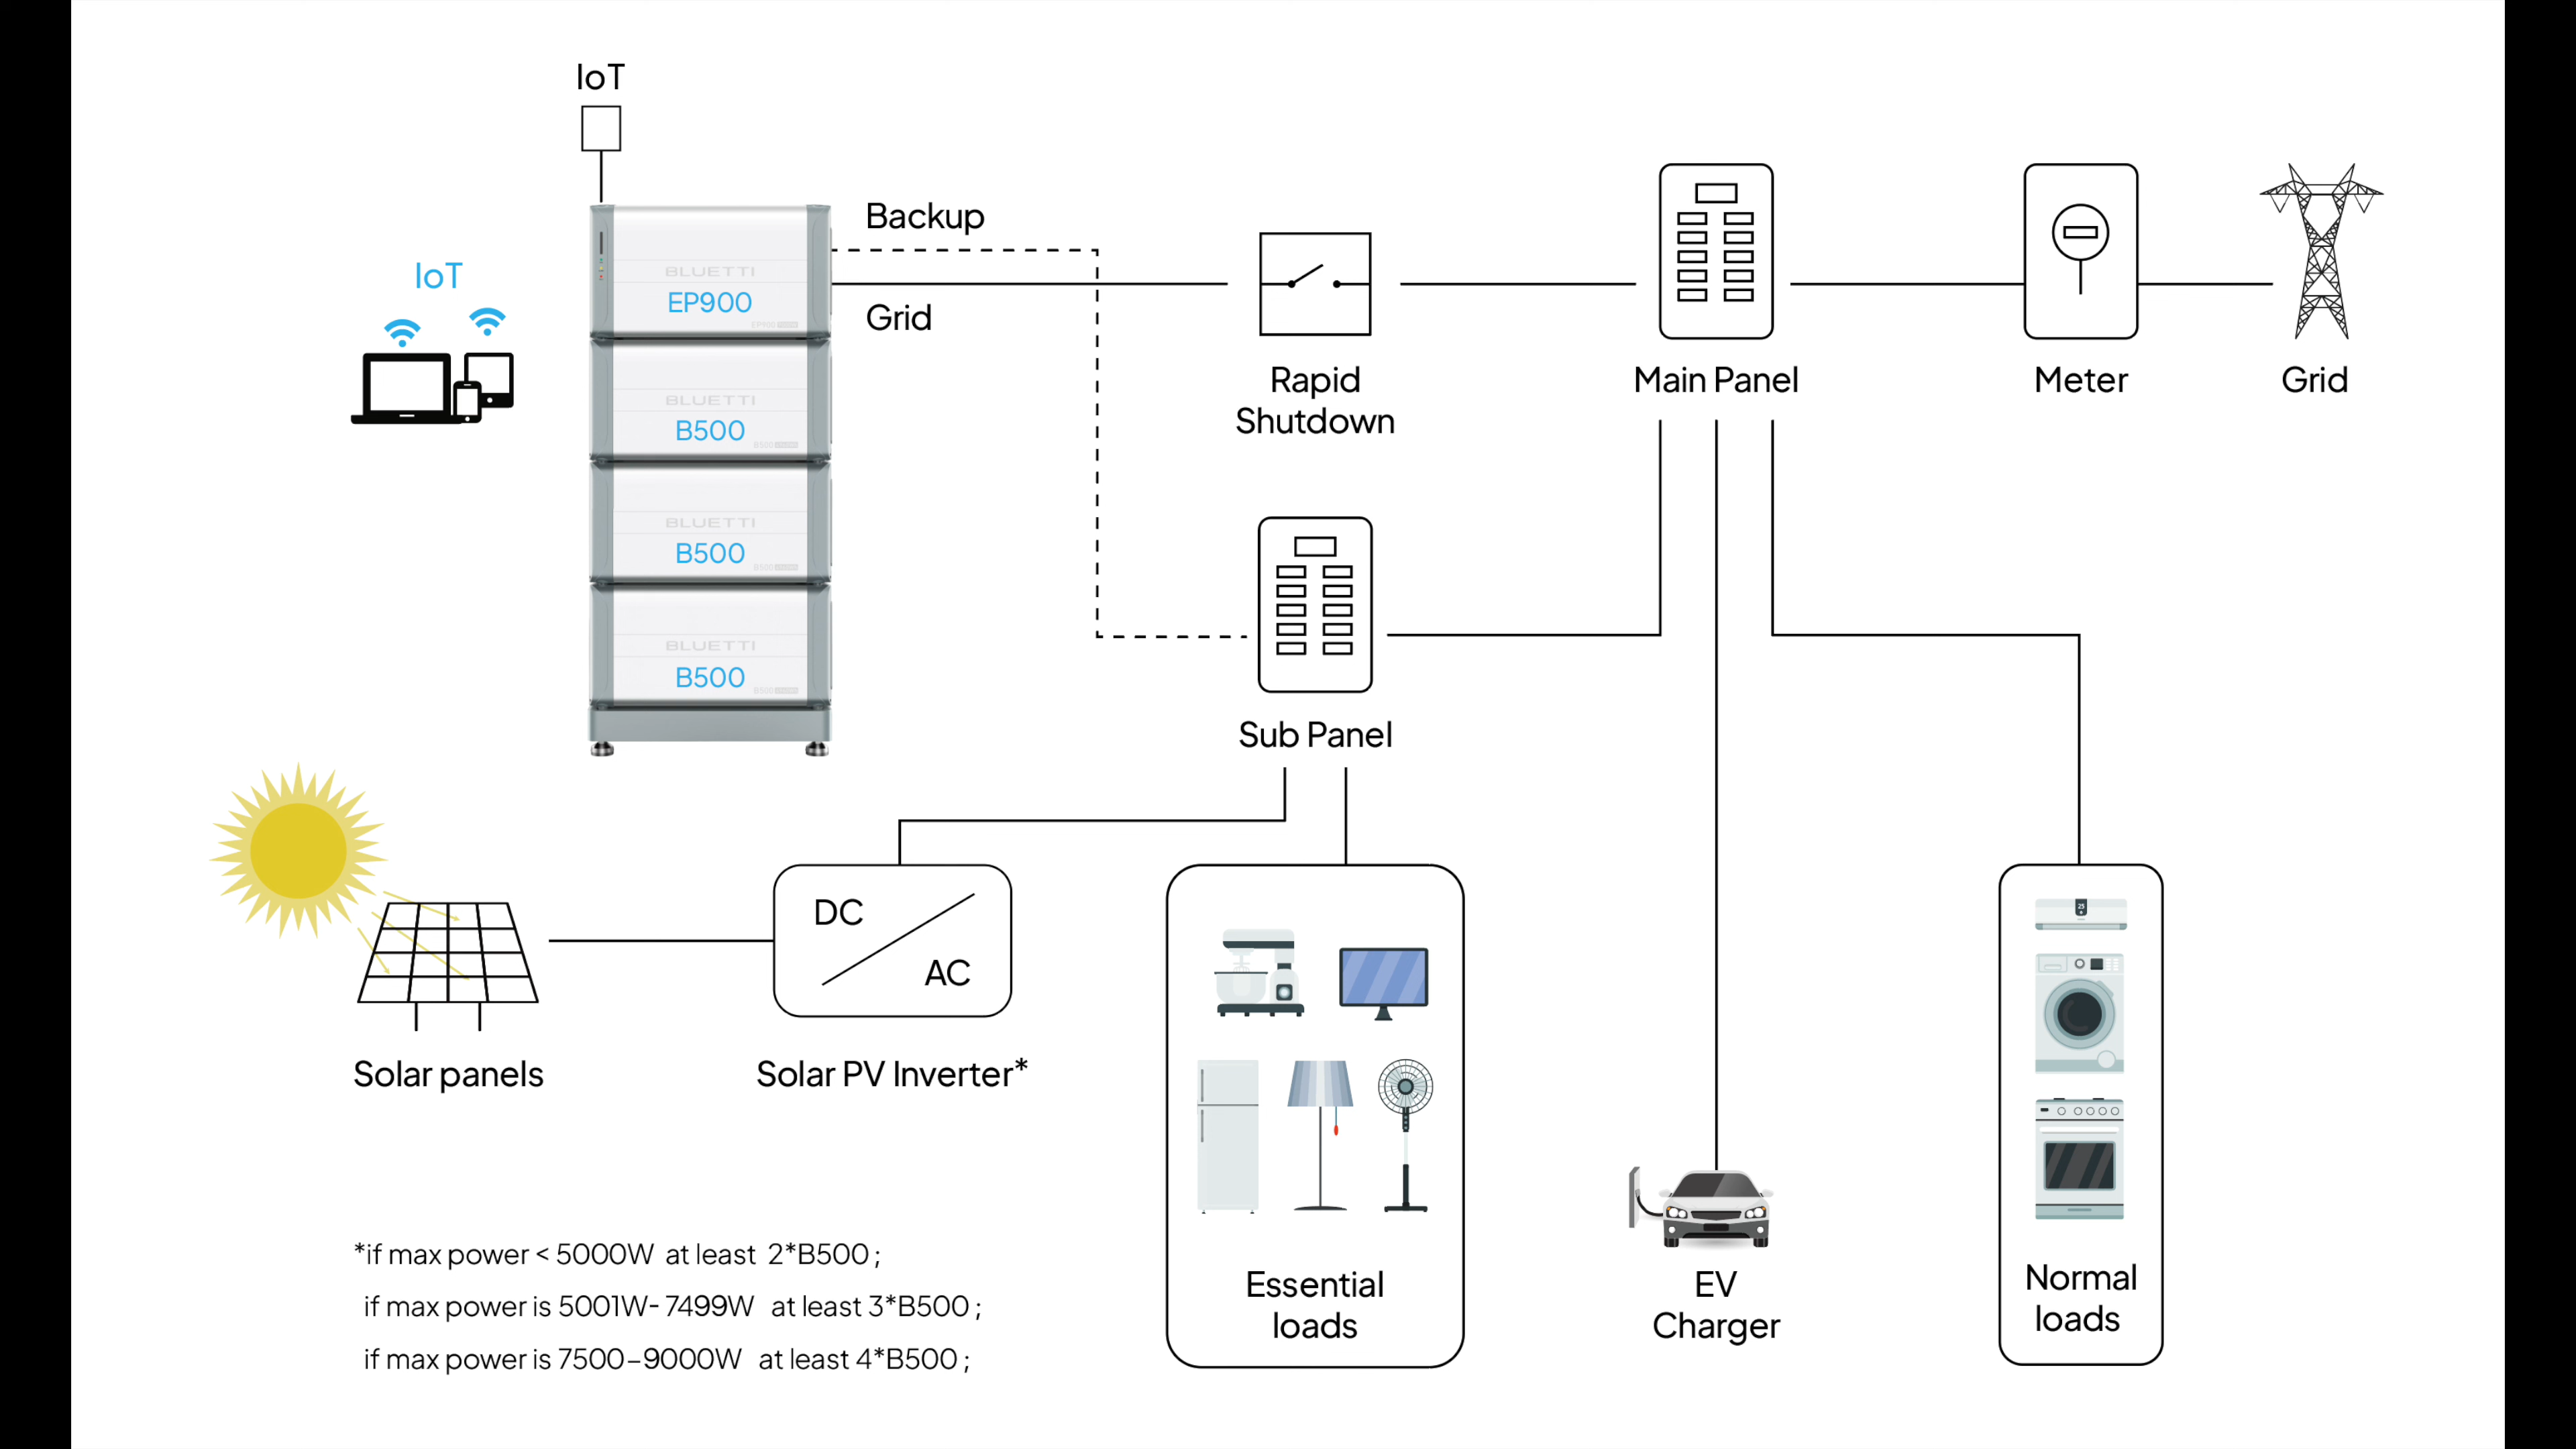 IoT
Backup
Grid
IoT
BLUETTI
EP900
BLUETTI
B500
BLUETTI
B500
BLUETTI
B500
Rapid
Shutdown
Main Panel
Meter
Grid
Sub Panel
DC
AC
Solar panels
Solar PV Inverter*
25
Essential
loads
EV
Charger
Normal
loads
*if max power < 5000W at least 2*B500 ;
if max power is 5001W- 7499W at least 3*B500 ;
if max power is 7500–9000W at least 4*B500 ;